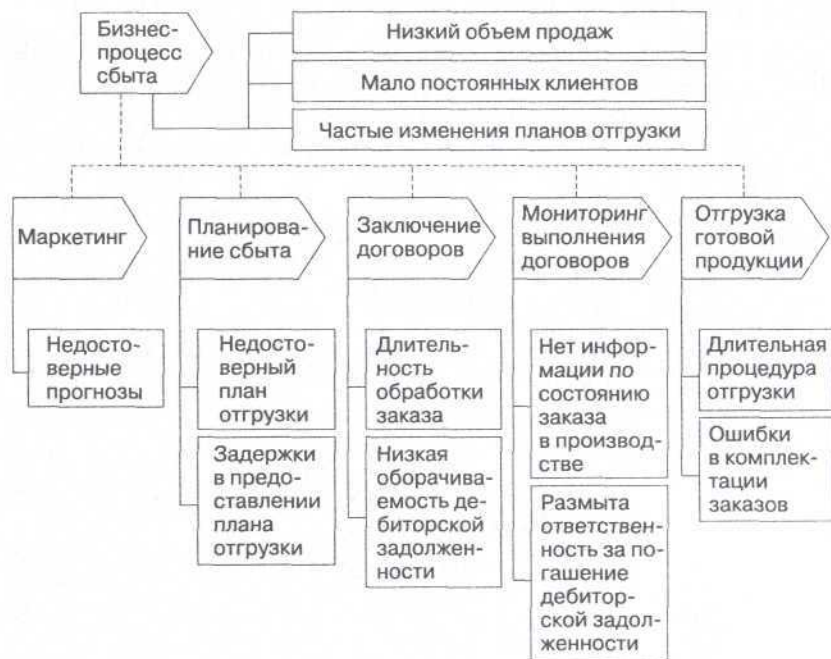 Бизнес-
процесс
сбыта
Низкий объем продаж
Мало постоянных клиентов
Частые изменения планов отгрузки
Маркетинг
Планирова-
ние сбыта
Заключение
договоров
Мониторинг
выполнения
договоров
Отгрузка
готовой
продукции
Недосто-
верные
прогнозы
Недосто-
верный
план
отгрузки
Задержки
в предо-
ставлении
плана
отгрузки
Длитель-
ность
обработки
заказа
Низкая
оборачива-
емость де-
биторской
задолжен-
ности
Нет инфор-
мации по
состоянию
заказа
в производ-
стве
Размыта
ответствен-
ность за по-
гашение
дебитор-
ской задол-
женности
Длительная
процедура
отгрузки
Ошибки
в комплек-
тации
заказов